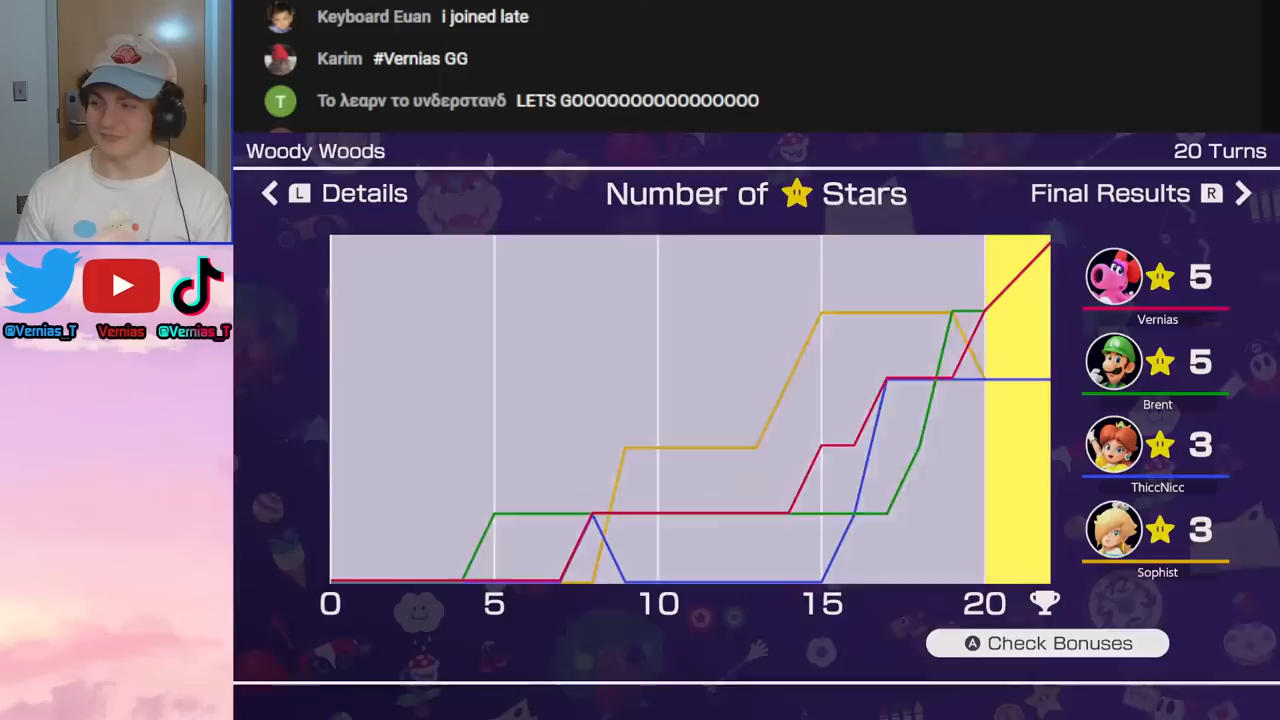 Keyboard Euan i joined late
Karim #Vernias GG
T Το λεαρν το υνδερστανδ LETS GOOOOOOOOOOOOOOO
Woody Woods
20 Turns
L Details
Number of Stars
Final Results R
5
Vernias
5
Brent
3
ThiccNicc
3
Sophist
0 5 10 15 20
A Check Bonuses
@Vernias_T Vernias @Vernias_T